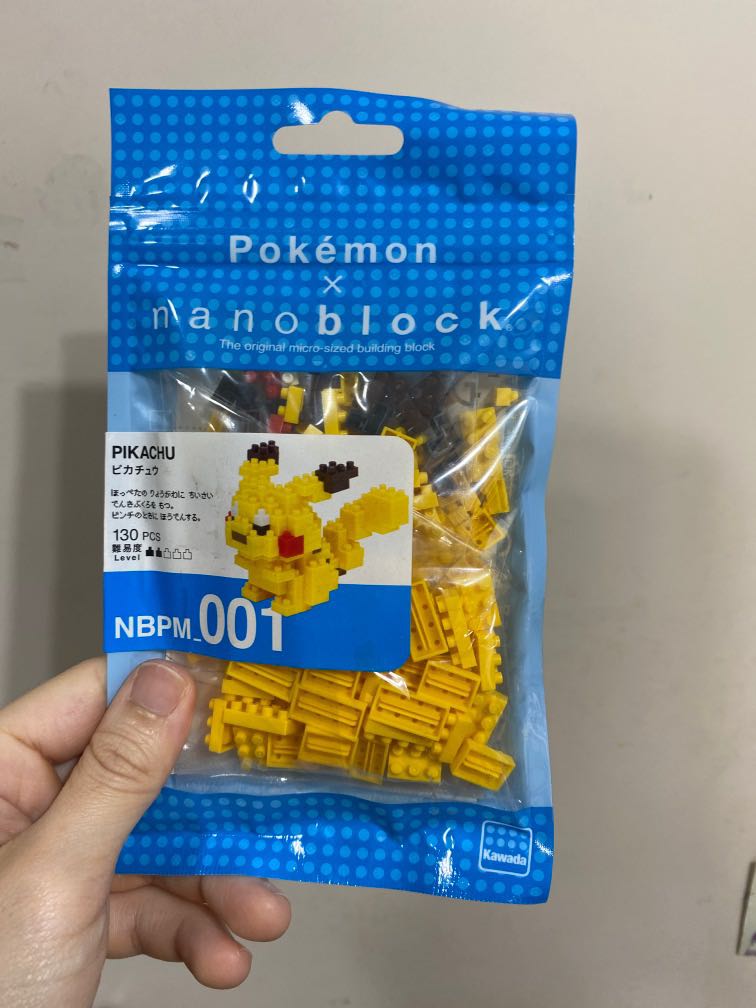 Pokémon
×
nanoblock®
The original micro-sized building block
PIKACHU
ピカチュウ
ほっぺたの りょうがわに ちいさい
でんきぶくろを もつ。
ピンチのときに ほうでんする。
130 PCS
難易度
Level
NBPM_001
Kawada